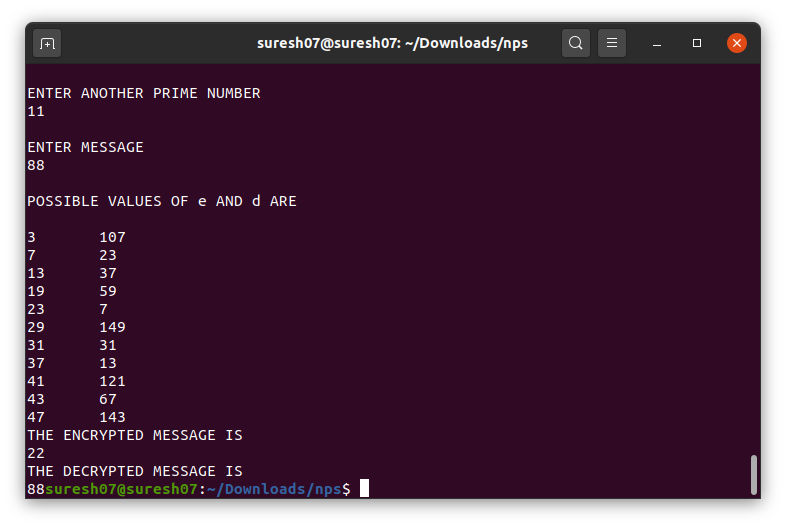 suresh07@suresh07: ~/Downloads/nps
ENTER ANOTHER PRIME NUMBER
11
ENTER MESSAGE
88
POSSIBLE VALUES OF e AND d ARE
3 107
7 23
13 37
19 59
23 7
29 149
31 31
37 13
41 121
43 67
47 143
THE ENCRYPTED MESSAGE IS
22
THE DECRYPTED MESSAGE IS
88suresh07@suresh07:~/Downloads/nps$